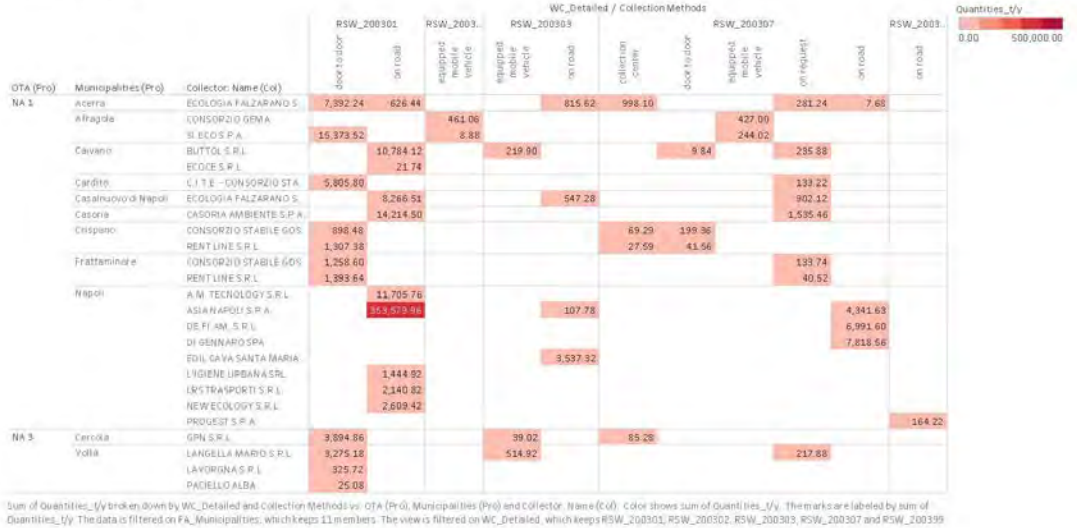 WC_Detailed / Collection Methods
Quantities_t/y
RSW_200301 RSW_2003.. RSW_200303 RSW_200307 RSW_2003..
0.00 500,000.00
OTA (Pro) Municipalities (Pro) Collector: Name (Col) door to door on road equipped mobile vehicle equipped mobile vehicle on road collection center door to door equipped mobile vehicle on request on road on road
NA 1 Acerra ECOLOGIA FALZARANO S. 7,392.24 626.44 815.62 998.10 281.24 7.68
Afragola CONSORZIO GEMA 461.06 427.00
SI.ECO S.P.A. 15,373.52 8.88 244.02
Caivano BUTTOL S.R.L. 10,784.12 219.90 9.84 235.88
ECOCE S.R.L. 21.74
Cardito C.I.T.E. - CONSORZIO STA.. 5,805.80 133.22
Casalnuovo di Napoli ECOLOGIA FALZARANO S. 8,266.51 547.28 902.12
Casoria CASORIA AMBIENTE S.P.A. 14,214.50 1,535.46
Crispano CONSORZIO STABILE GOS.. 898.48 69.29 199.36
RENT LINE S.R.L. 1,307.38 27.59 41.56
Frattaminore CONSORZIO STABILE GOS.. 1,258.60 133.74
RENT LINE S.R.L. 1,393.64 40.52
Napoli A.M. TECNOLOGY S.R.L. 11,705.76
ASIA NAPOLI S.P.A. 107.78 4,341.63
DE.FI.AM. S.R.L. 6,991.60
DI GENNARO SPA 7,818.56
EDIL CAVA SANTA MARIA 3,537.32
L'IGIENE URBANA SRL 1,444.92
LRS TRASPORTI S.R.L. 2,140.82
NEW ECOLOGY S.R.L. 2,609.42
PROGEST S.P.A. 164.22
NA 3 Cercola GPN S.R.L. 3,894.86 39.02 85.28
Volla LANGELLA MARIO S.R.L. 3,275.18 514.92 217.88
LAVORGNA S.R.L. 325.72
PACIELLO ALBA 25.08
Sum of Quantities_t/y broken down by WC_Detailed and Collection Methods vs. OTA (Pro), Municipalities (Pro) and Collector: Name (Col). Color shows sum of Quantities_t/y. The marks are labeled by sum of
Quantities_t/y. The data is filtered on FA_Municipalities, which keeps 11 members. The view is filtered on WC_Detailed, which keeps RSW_200301, RSW_200302, RSW_200303, RSW_200307 and RSW_200399